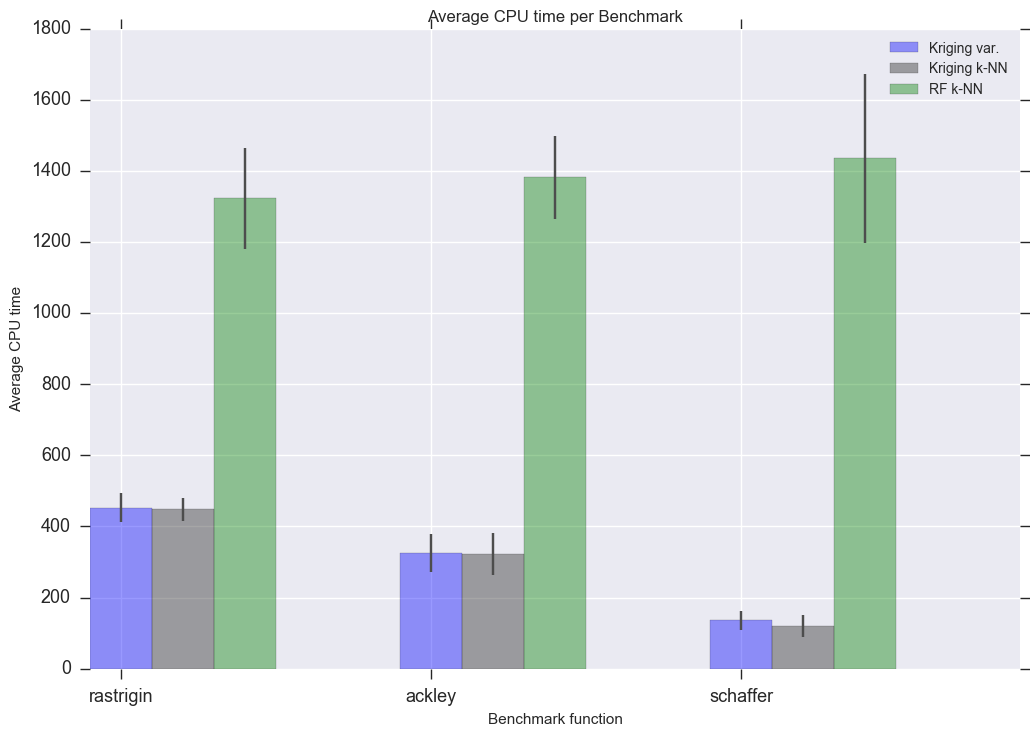 Average CPU time per Benchmark
Kriging var.
Kriging k-NN
RF k-NN
1800
1600
1400
1200
1000
800
600
400
200
0
Average CPU time
rastrigin
ackley
schaffer
Benchmark function